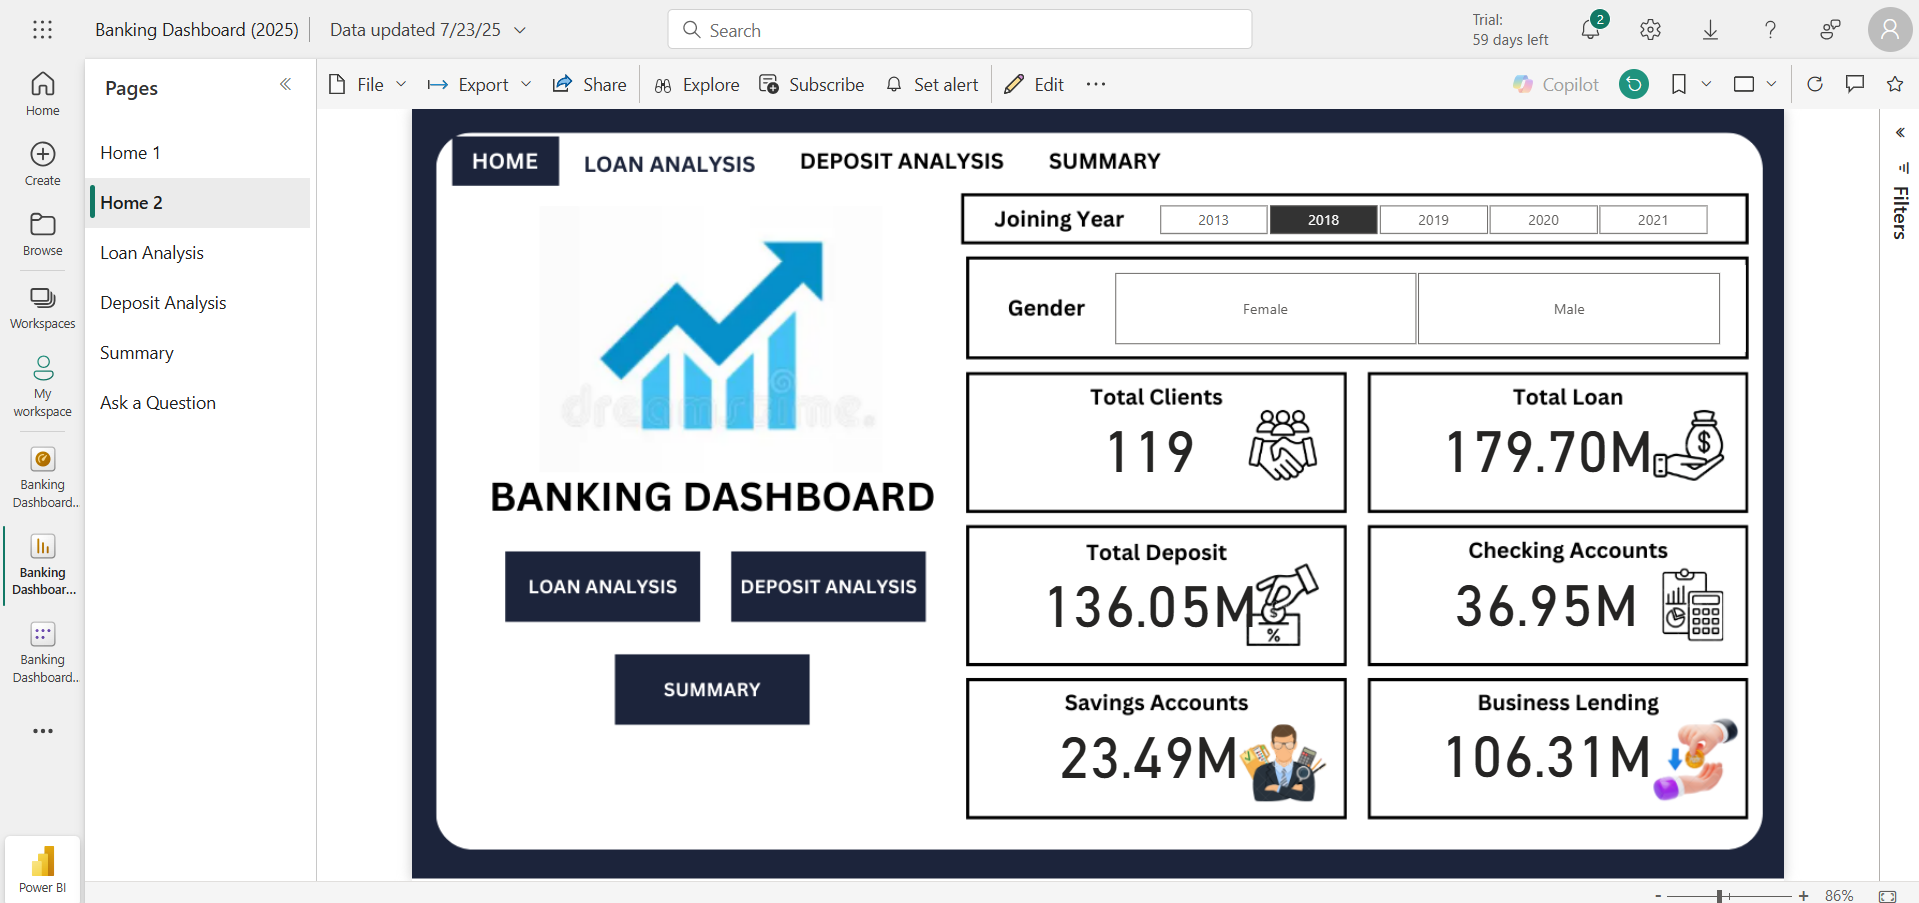 Banking Dashboard (2025)
Data updated 7/23/25
Search
Trial:
59 days left
2
Home
Create
Browse
Workspaces
My
workspace
Banking
Dashboard..
Banking
Dashboar...
Banking
Dashboard..
Power BI
Pages
Home 1
Home 2
Loan Analysis
Deposit Analysis
Summary
Ask a Question
File
Export
Share
Explore
Subscribe
Set alert
Edit
Copilot
Filters
HOME
LOAN ANALYSIS
DEPOSIT ANALYSIS
SUMMARY
dreamstime.
BANKING DASHBOARD
LOAN ANALYSIS
DEPOSIT ANALYSIS
SUMMARY
Joining Year
2013
2018
2019
2020
2021
Gender
Female
Male
Total Clients
119
Total Loan
179.70M
$
Total Deposit
136.05M
$
%
Checking Accounts
36.95M
Savings Accounts
23.49M
Business Lending
106.31M
- + 86%